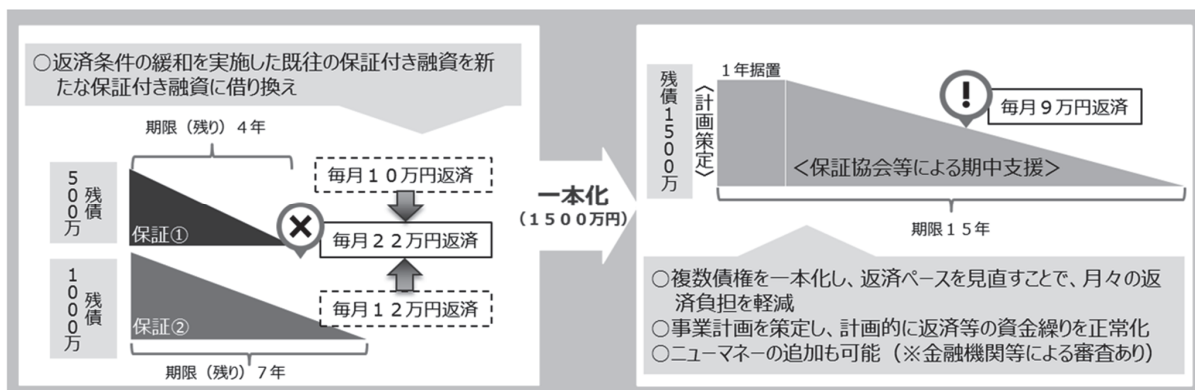 ○返済条件の緩和を実施した既往の保証付き融資を新
たな保証付き融資に借り換え
期限（残り）４年
残債
５００万
保証①
毎月１０万円返済
毎月２２万円返済
毎月１２万円返済
残債
１０００万
保証②
期限（残り）７年
一本化
（１５００万円）
残債１５００万
〈計画策定〉
１年据置
！
毎月９万円返済
＜保証協会等による期中支援＞
期限１５年
○複数債権を一本化し、返済ペースを見直すことで、月々の返
済負担を軽減
○事業計画を策定し、計画的に返済等の資金繰りを正常化
○ニューマネーの追加も可能（※金融機関等による審査あり）